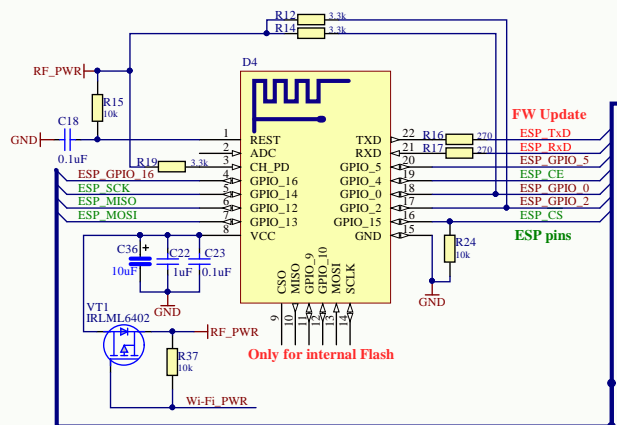 R12 3.3k
R14 3.3k
D4
RF_PWR
R15
10k
C18
0.1uF
GND
FW Update
1 REST
2 ADC
R19 3.3k 3 CH_PD
ESP_GPIO_16 4 GPIO_16
ESP_SCK 5 GPIO_14
ESP_MISO 6 GPIO_12
ESP_MOSI 7 GPIO_13
8 VCC
TXD 22 R16 270 ESP_TxD
RXD 21 R17 270 ESP_RxD
GPIO_5 20 ESP_GPIO_5
GPIO_4 19 ESP_CE
GPIO_0 18 ESP_GPIO_0
GPIO_2 17 ESP_GPIO_2
GPIO_15 16 ESP_CS
GND 15
ESP pins
R24
10k
GND
C36 +
10uF
C22
1uF
C23
0.1uF
GND
CSO MISO GPIO_9 GPIO_10 MOSI SCLK
9 10 11 12 13 14
VT1
IRLML6402
RF_PWR
R37
10k
Only for internal Flash
Wi-Fi_PWR